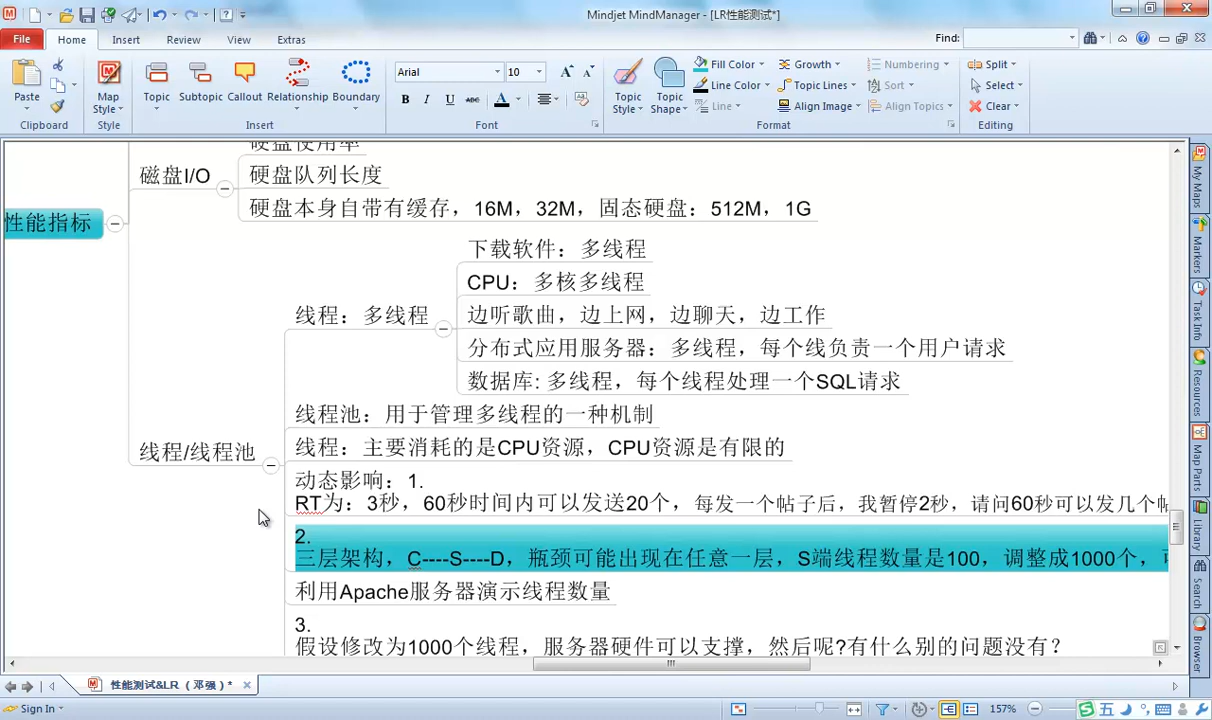 Mindjet MindManager - [LR性能测试*]
File
Home
Insert
Review
View
Extras
Find:
Paste
Map Style
Topic
Subtopic
Callout
Relationship
Boundary
Arial
10
B I U abc A
Topic Style
Topic Shape
Fill Color
Line Color
Line
Growth
Topic Lines
Align Image
Numbering
Sort
Align Topics
Split
Select
Clear
Clipboard
Style
Insert
Font
Format
Editing
硬盘使用率
磁盘I/O
硬盘队列长度
硬盘本身自带有缓存，16M，32M，固态硬盘：512M，1G
性能指标
下载软件：多线程
CPU：多核多线程
线程：多线程
边听歌曲，边上网，边聊天，边工作
分布式应用服务器：多线程，每个线负责一个用户请求
数据库: 多线程，每个线程处理一个SQL请求
线程池：用于管理多线程的一种机制
线程/线程池
线程：主要消耗的是CPU资源，CPU资源是有限的
动态影响：1.
RT为：3秒，60秒时间内可以发送20个，每发一个帖子后，我暂停2秒，请问60秒可以发几个帖
2.
三层架构，C----S----D，瓶颈可能出现在任意一层，S端线程数量是100，调整成1000个，
利用Apache服务器演示线程数量
3.
假设修改为1000个线程，服务器硬件可以支撑，然后呢?有什么别的问题没有？
My Maps
Markers
Task Info
Resources
Map Parts
Library
Search
Browser
性能测试&LR （邓强）*
Sign In
157%
五